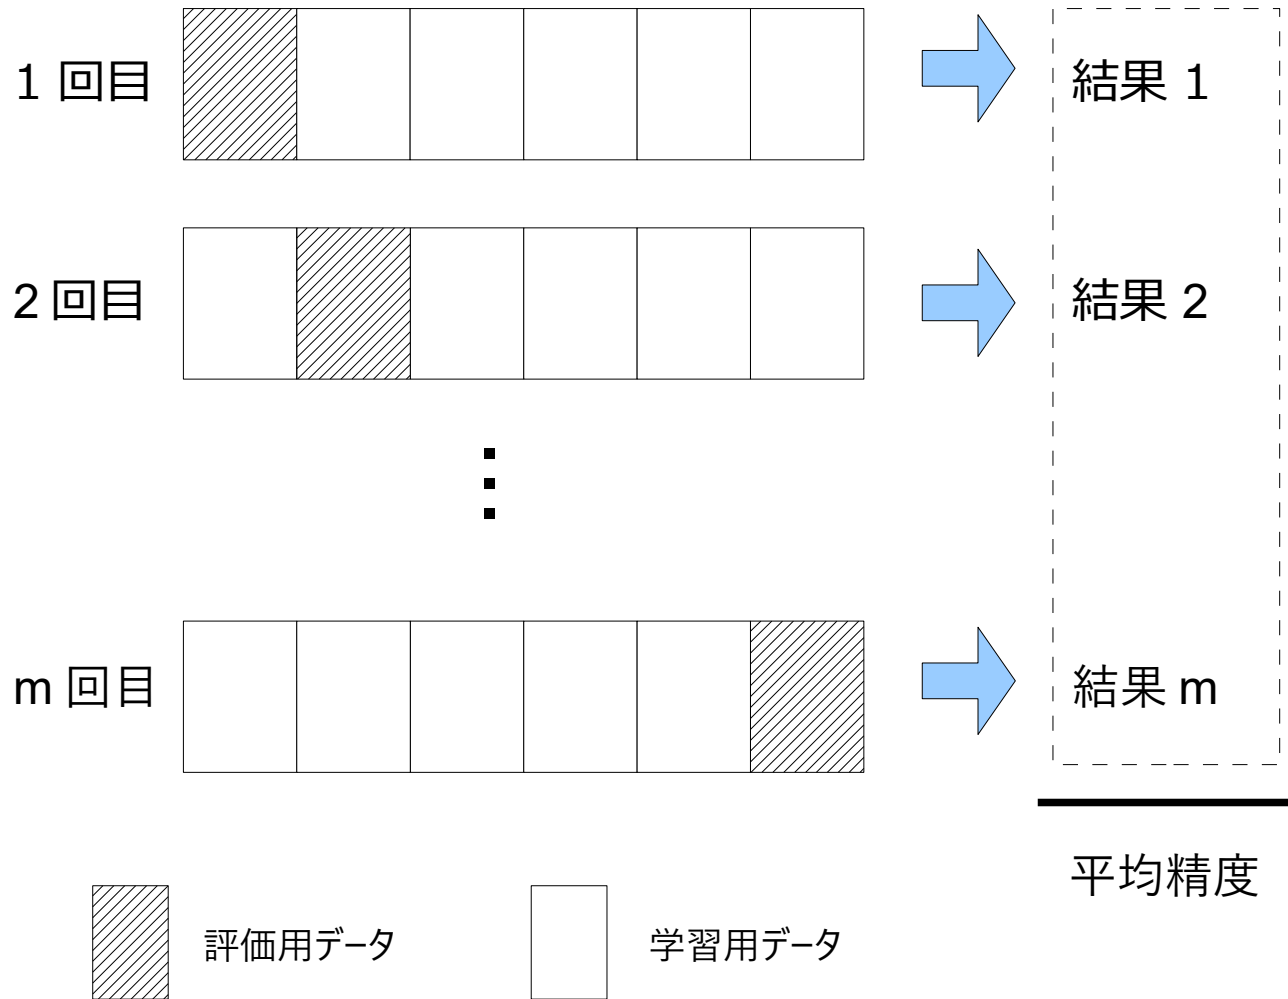 1 回目
結果 1
2 回目
結果 2
m 回目
結果 m
平均精度
評価用データ
学習用データ